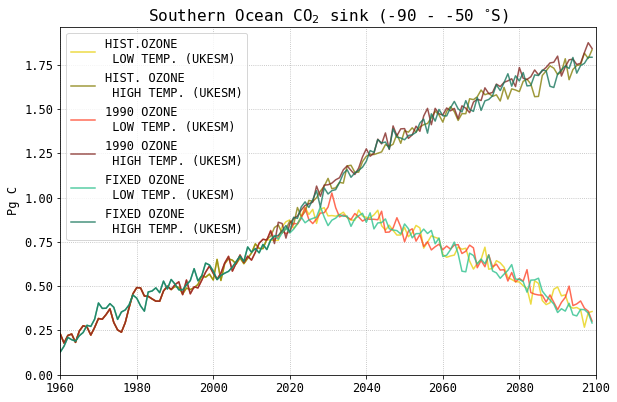 Southern Ocean CO₂ sink (-90 - -50 °S)
HIST.OZONE
LOW TEMP. (UKESM)
HIST. OZONE
HIGH TEMP. (UKESM)
1990 OZONE
LOW TEMP. (UKESM)
1990 OZONE
HIGH TEMP. (UKESM)
FIXED OZONE
LOW TEMP. (UKESM)
FIXED OZONE
HIGH TEMP. (UKESM)
Pg C
1.75
1.50
1.25
1.00
0.75
0.50
0.25
0.00
1960 1980 2000 2020 2040 2060 2080 2100